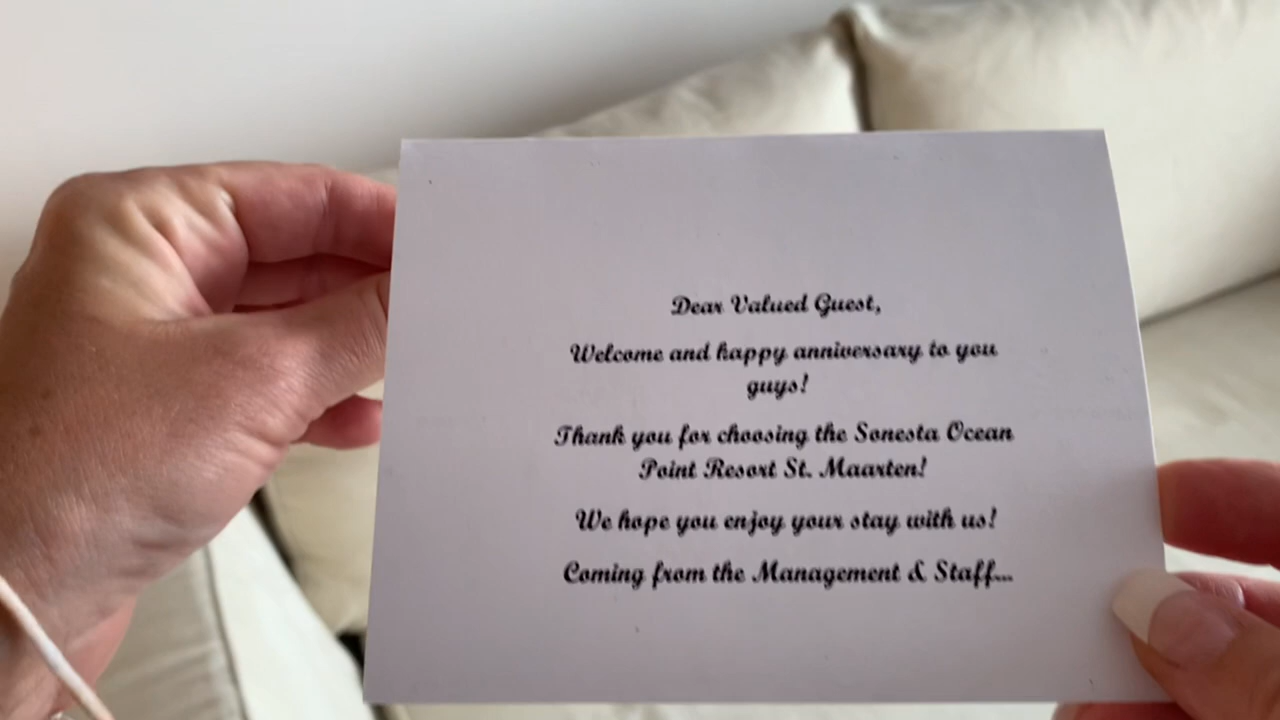 Dear Valued Guest,
Welcome and happy anniversary to you
guys!
Thank you for choosing the Sonesta Ocean
Point Resort St. Maarten!
We hope you enjoy your stay with us!
Coming from the Management & Staff...